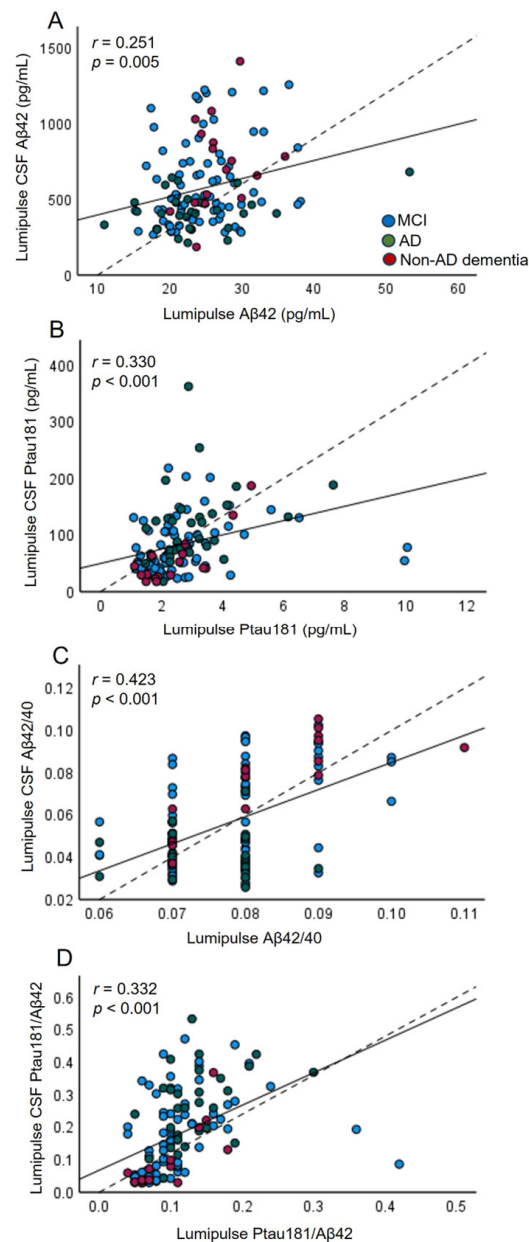 A
r = 0.251
p = 0.005
Lumipulse CSF Aβ42 (pg/mL)
1500
1000
500
0
10
20
30
40
50
60
Lumipulse Aβ42 (pg/mL)
MCI
AD
Non-AD dementia
B
r = 0.330
p < 0.001
Lumipulse CSF Ptau181 (pg/mL)
400
300
200
100
0
0
2
4
6
8
10
12
Lumipulse Ptau181 (pg/mL)
C
r = 0.423
p < 0.001
Lumipulse CSF Aβ42/40
0.12
0.10
0.08
0.06
0.04
0.02
0.06
0.07
0.08
0.09
0.10
0.11
Lumipulse Aβ42/40
D
r = 0.332
p < 0.001
Lumipulse CSF Ptau181/Aβ42
0.6
0.5
0.4
0.3
0.2
0.1
0.0
0.0
0.1
0.2
0.3
0.4
0.5
Lumipulse Ptau181/Aβ42